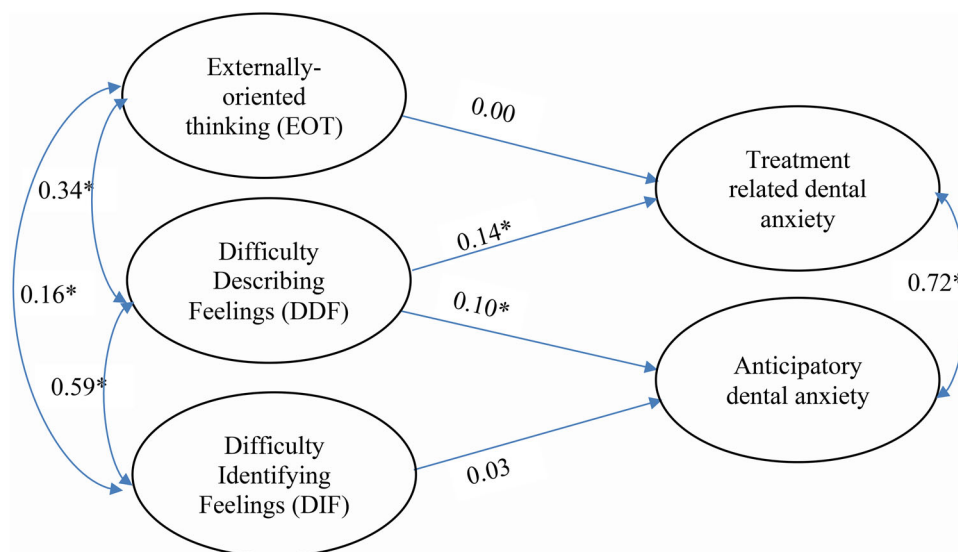 Externally-
oriented
thinking (EOT)
0.00
Treatment
related dental
anxiety
0.34*
Difficulty
Describing
Feelings (DDF)
0.14*
0.16*
0.10*
0.72*
0.59*
Anticipatory
dental anxiety
Difficulty
Identifying
Feelings (DIF)
0.03